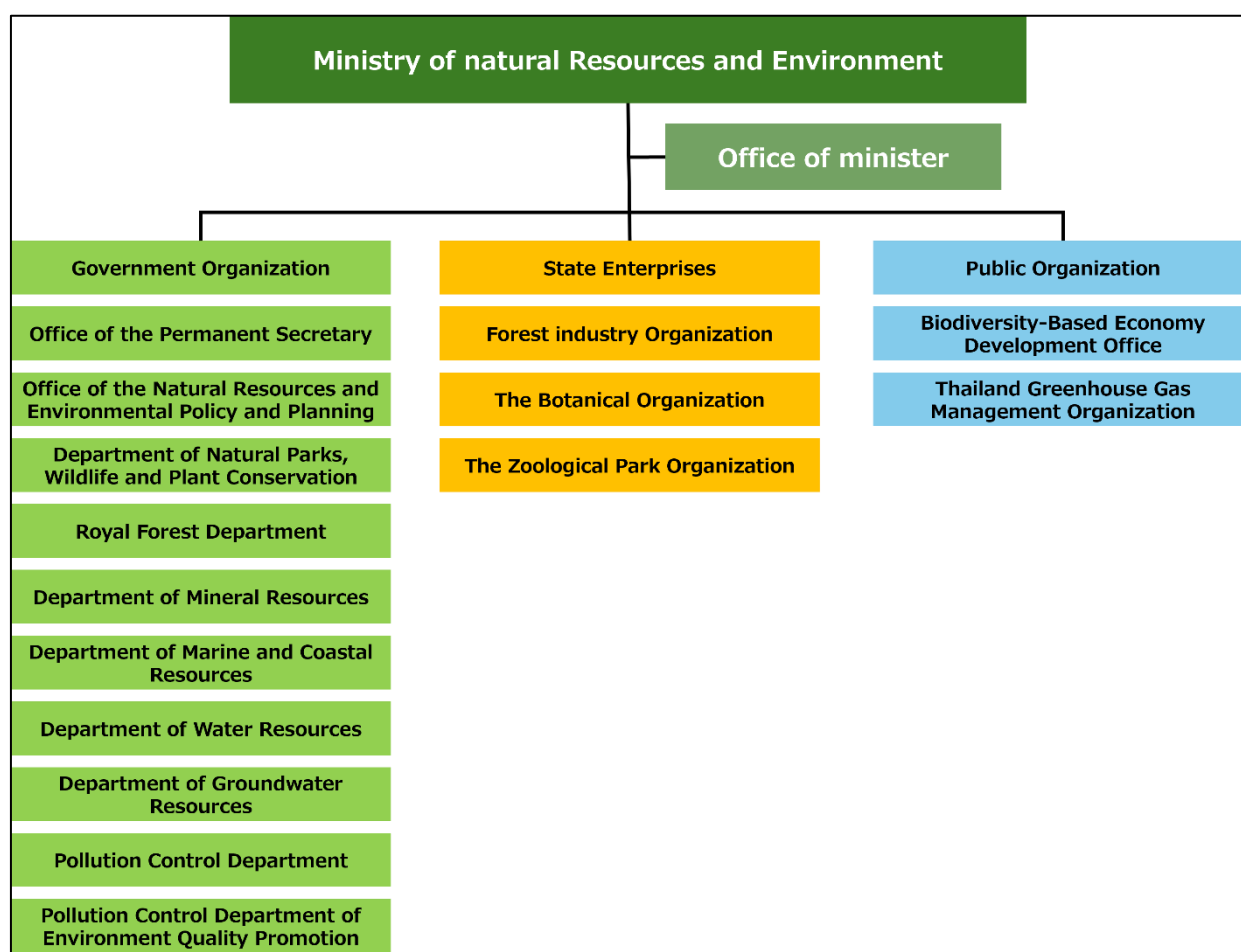 Ministry of natural Resources and Environment
Office of minister
Government Organization
Office of the Permanent Secretary
Office of the Natural Resources and
Environmental Policy and Planning
Department of Natural Parks,
Wildlife and Plant Conservation
Royal Forest Department
Department of Mineral Resources
Department of Marine and Coastal
Resources
Department of Water Resources
Department of Groundwater
Resources
Pollution Control Department
Pollution Control Department of
Environment Quality Promotion
State Enterprises
Forest industry Organization
The Botanical Organization
The Zoological Park Organization
Public Organization
Biodiversity-Based Economy
Development Office
Thailand Greenhouse Gas
Management Organization